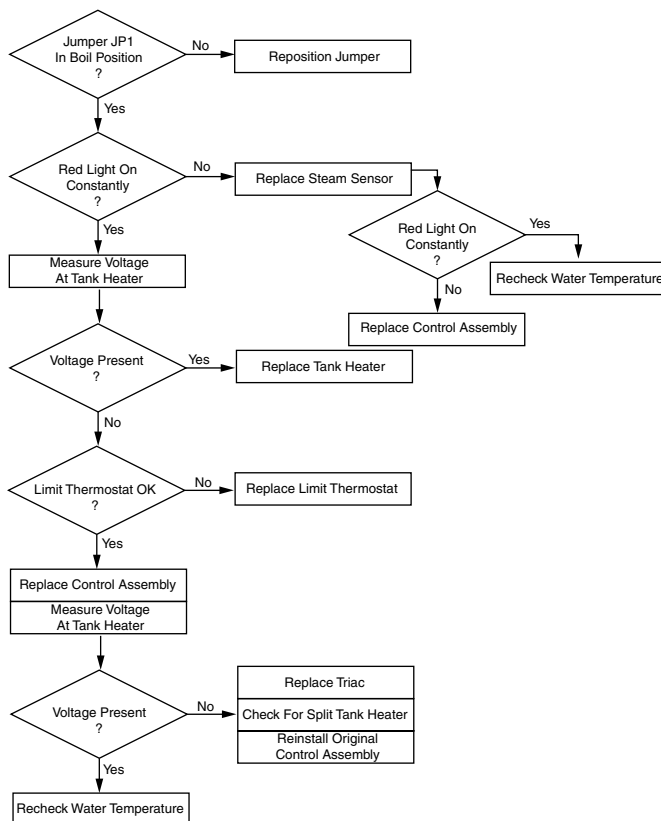 Jumper JP1
In Boil Position
?
No
Reposition Jumper
Yes
Red Light On
Constantly
?
No
Replace Steam Sensor
Red Light On
Constantly
?
Yes
Recheck Water Temperature
No
Replace Control Assembly
Yes
Measure Voltage
At Tank Heater
Voltage Present
?
Yes
Replace Tank Heater
No
Limit Thermostat OK
?
No
Replace Limit Thermostat
Yes
Replace Control Assembly
Measure Voltage
At Tank Heater
Voltage Present
?
No
Replace Triac
Check For Split Tank Heater
Reinstall Original
Control Assembly
Yes
Recheck Water Temperature